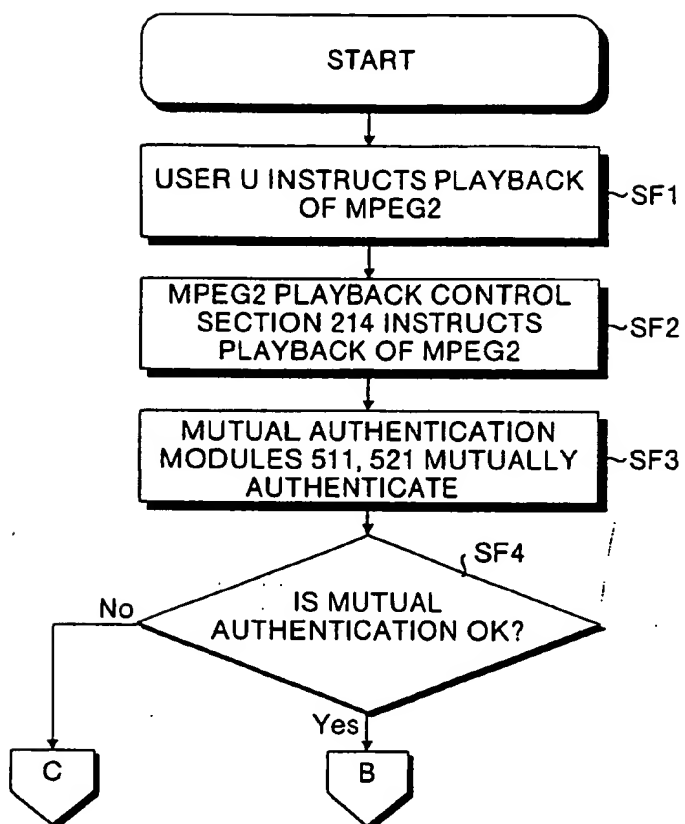 START
USER U INSTRUCTS PLAYBACK
OF MPEG2
SF1
MPEG2 PLAYBACK CONTROL
SECTION 214 INSTRUCTS
PLAYBACK OF MPEG2
SF2
MUTUAL AUTHENTICATION
MODULES 511, 521 MUTUALLY
AUTHENTICATE
SF3
SF4
IS MUTUAL
AUTHENTICATION OK?
No
Yes
C
B